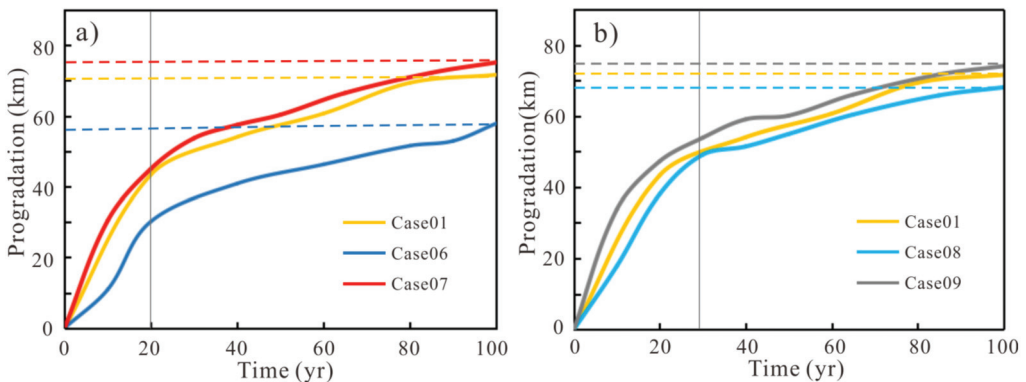 a)
Progradation (km)
80
60
40
20
0
Case01
Case06
Case07
0 20 40 60 80 100
Time (yr)
b)
Progradation(km)
80
60
40
20
0
Case01
Case08
Case09
0 20 40 60 80 100
Time (yr)